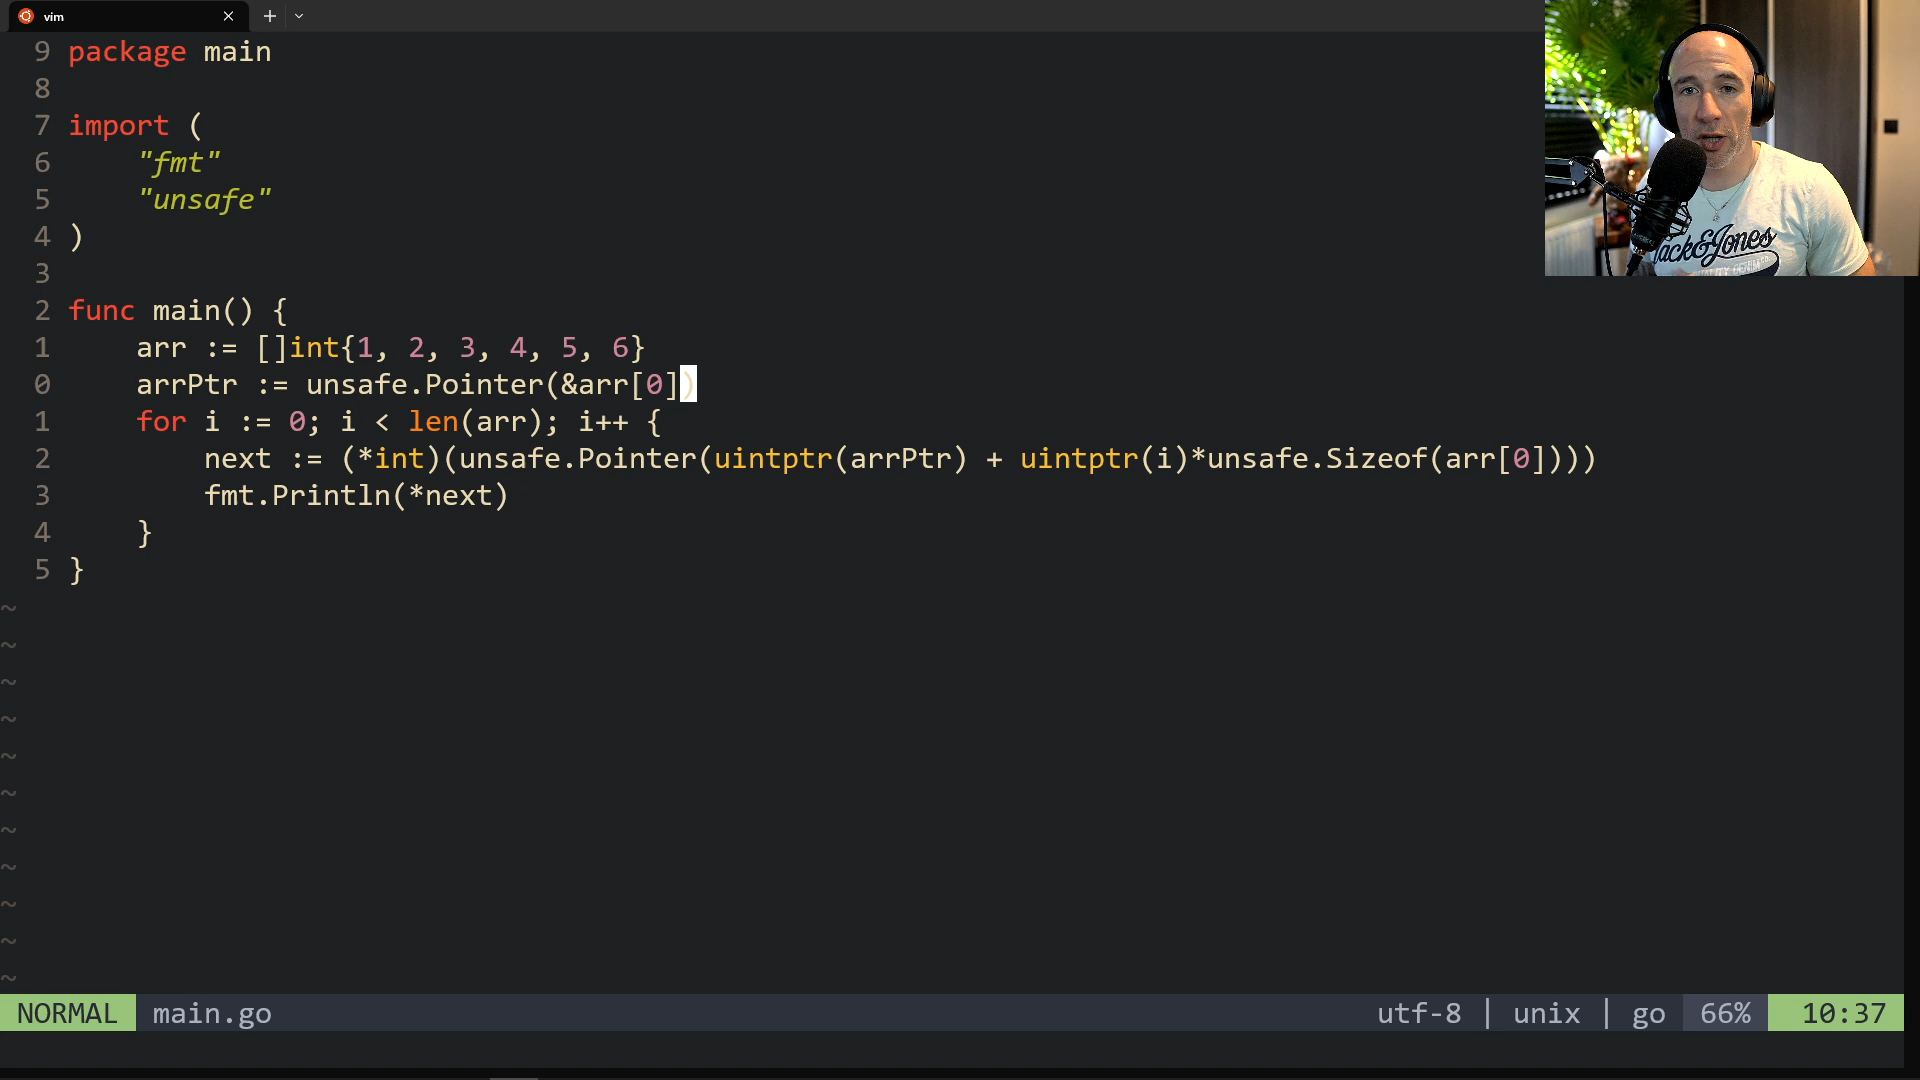 vim
9 package main
8
7 import (
6 "fmt"
5 "unsafe"
4 )
3
2 func main() {
1 arr := []int{1, 2, 3, 4, 5, 6}
0 arrPtr := unsafe.Pointer(&arr[0])
1 for i := 0; i < len(arr); i++ {
2 next := (*int)(unsafe.Pointer(uintptr(arrPtr) + uintptr(i)*unsafe.Sizeof(arr[0])))
3 fmt.Println(*next)
4 }
5 }
~
~
~
~
~
~
~
~
~
~
~
NORMAL main.go utf-8 | unix | go 66% 10:37
ack&Jones